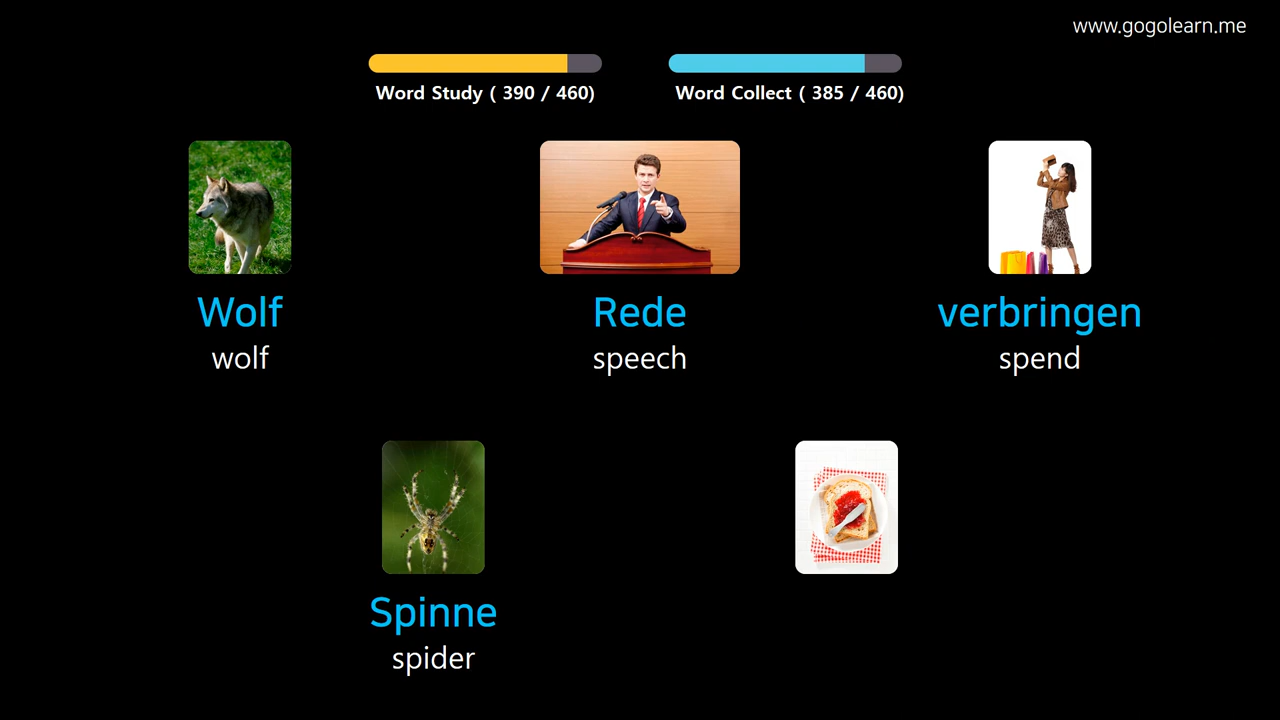 www.gogolearn.me
Word Study ( 390 / 460)
Word Collect ( 385 / 460)
Wolf
wolf
Rede
speech
verbringen
spend
Spinne
spider